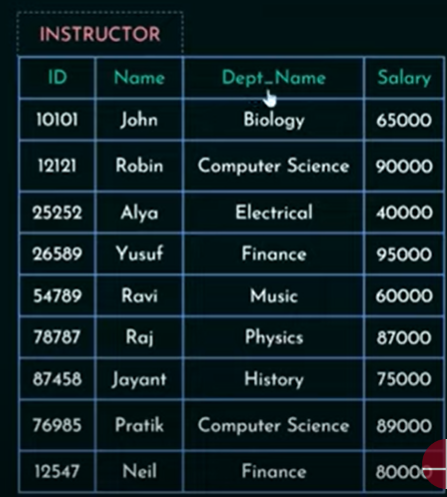 INSTRUCTOR
ID Name Dept_Name Salary
10101 John Biology 65000
12121 Robin Computer Science 90000
25252 Alya Electrical 40000
26589 Yusuf Finance 95000
54789 Ravi Music 60000
78787 Raj Physics 87000
87458 Jayant History 75000
76985 Pratik Computer Science 89000
12547 Neil Finance 80000